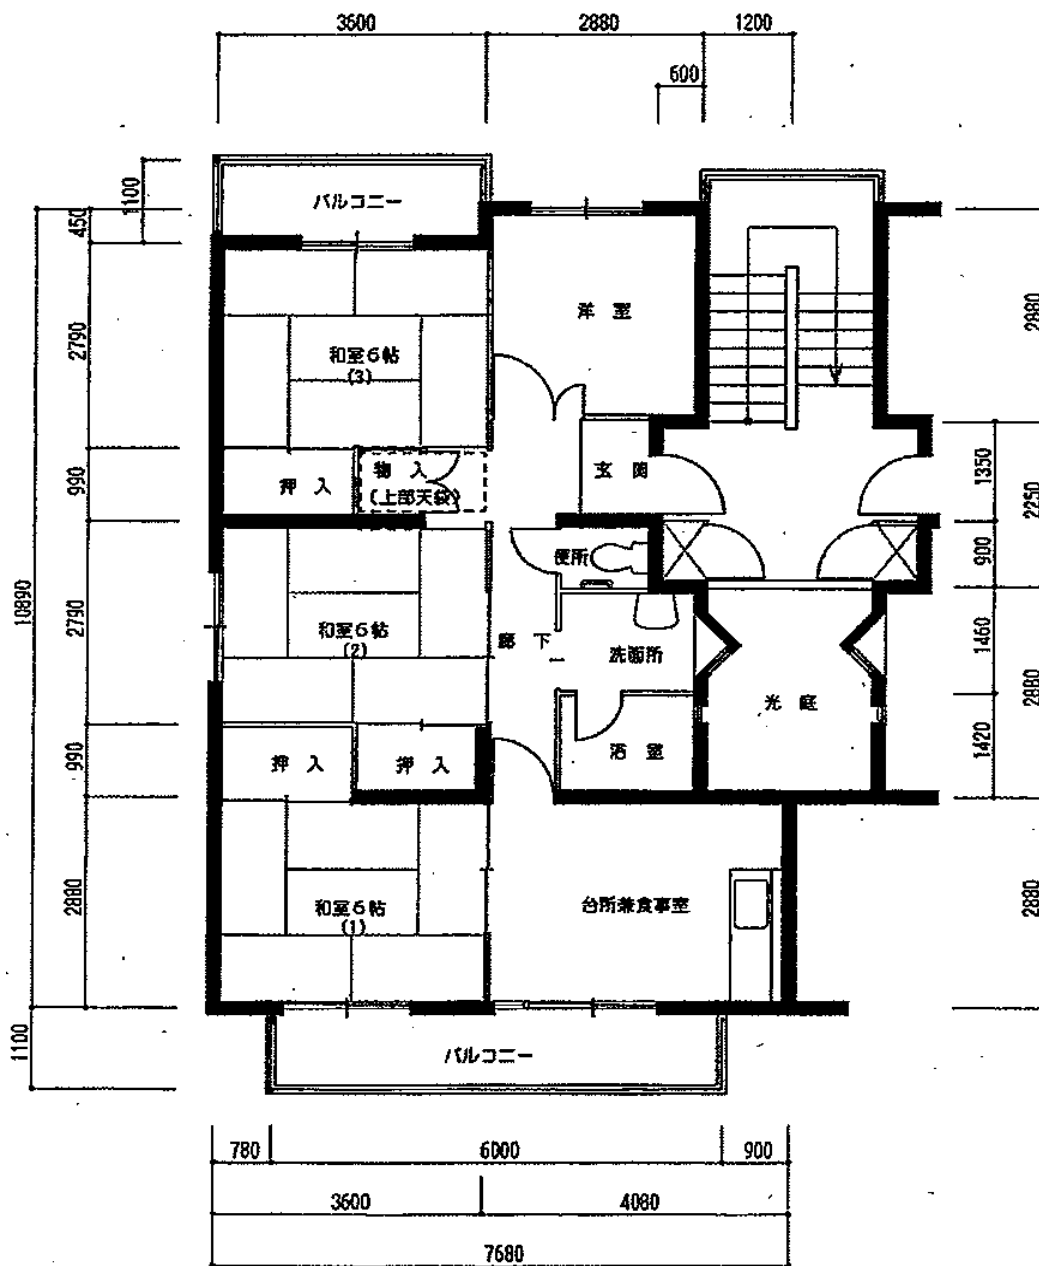 3600
2880
1200
600
1100
バルコニー
450
2880
洋 室
2790
和室6帖
(3)
物 入
(上部天袋)
玄 関
押 入
990
1350
2250
便所
900
10890
2790
和室6帖
(2)
廊 下
洗面所
1460
2880
光 庭
990
押 入
押 入
浴 室
1420
2880
和室6帖
(1)
台所兼食事室
2880
1100
バルコニー
780
6000
900
3600
4080
7680